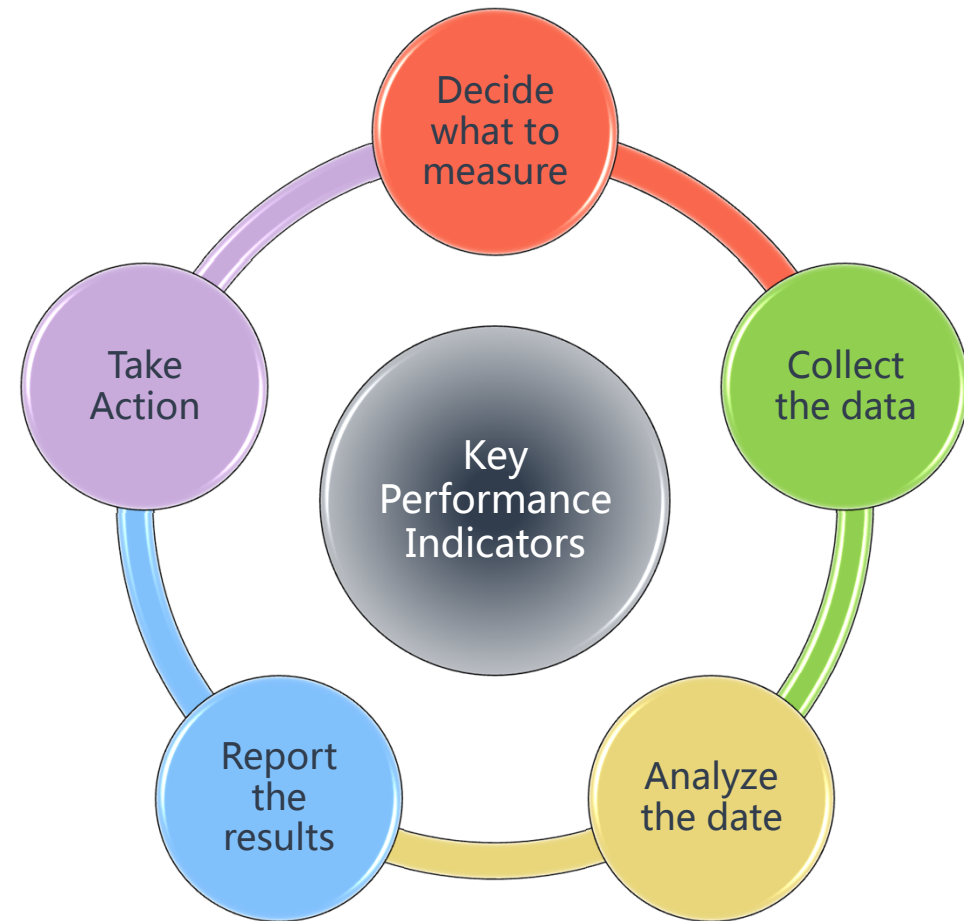 Decide
what to
measure
Collect
the data
Analyze
the date
Report
the
results
Take
Action
Key
Performance
Indicators